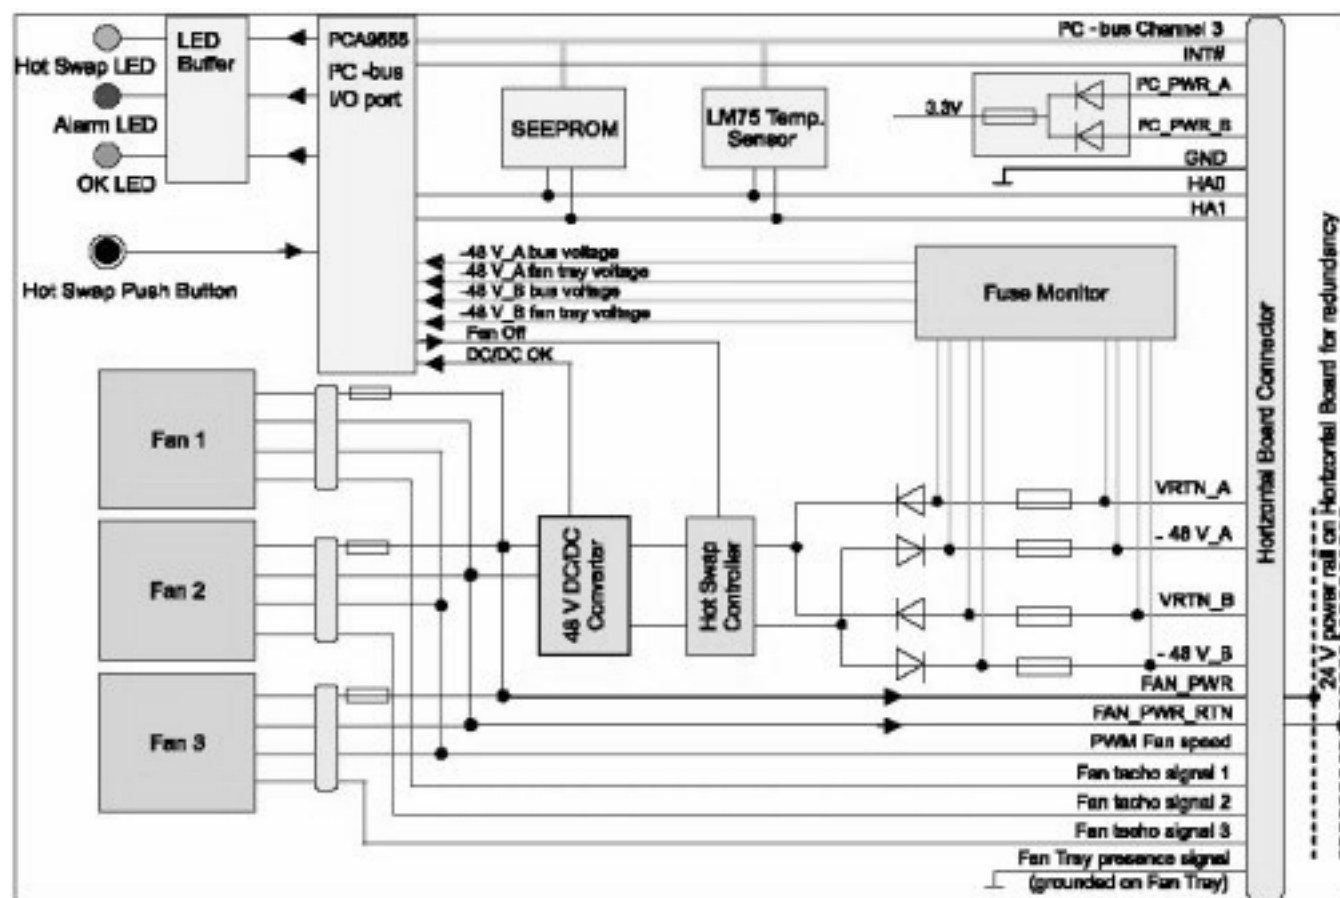 Hot Swap LED
Alarm LED
OK LED
LED
Buffer
PCA9555
I²C -bus
I/O port
SEEPROM
LM75 Temp.
Sensor
I²C -bus Channel 3
INT#
3.3V
I²C_PWR_A
I²C_PWR_B
GND
HA0
HA1
Hot Swap Push Button
-48 V_A bus voltage
-48 V_A fan tray voltage
-48 V_B bus voltage
-48 V_B fan tray voltage
Fan Off
DC/DC OK
Fuse Monitor
Fan 1
Fan 2
Fan 3
48 V DC/DC
Converter
Hot Swap
Controller
VRTN_A
- 48 V_A
VRTN_B
- 48 V_B
FAN_PWR
FAN_PWR_RTN
PWM Fan speed
Fan tacho signal 1
Fan tacho signal 2
Fan tacho signal 3
Fan Tray presence signal
(grounded on Fan Tray)
Horizontal Board Connector
24 V power rail on Horizontal Board for redundancy